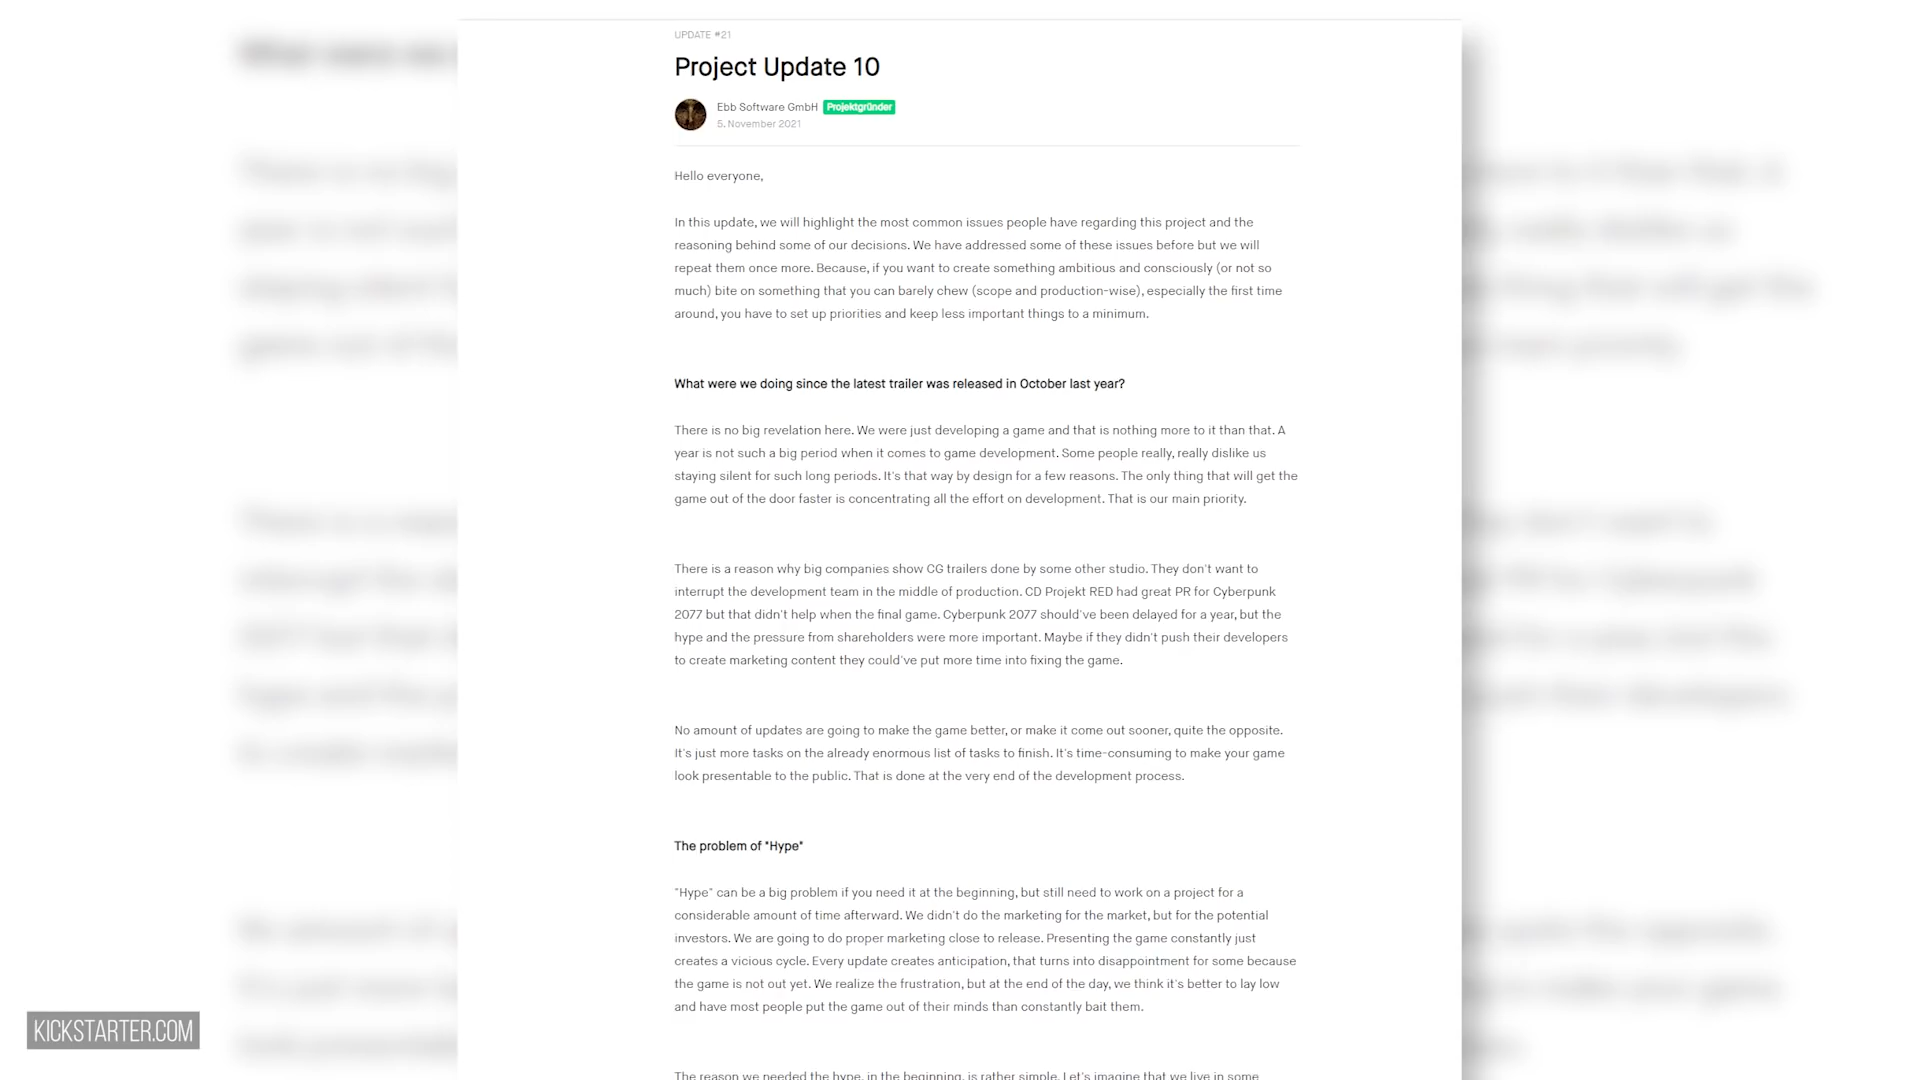 UPDATE #21
Project Update 10
Ebb Software GmbH Projektgründer
5. November 2021
Hello everyone,
In this update, we will highlight the most common issues people have regarding this project and the
reasoning behind some of our decisions. We have addressed some of these issues before but we will
repeat them once more. Because, if you want to create something ambitious and consciously (or not so
much) bite on something that you can barely chew (scope and production-wise), especially the first time
around, you have to set up priorities and keep less important things to a minimum.
What were we doing since the latest trailer was released in October last year?
There is no big revelation here. We were just developing a game and that is nothing more to it than that. A
year is not such a big period when it comes to game development. Some people really, really dislike us
staying silent for such long periods. It's that way by design for a few reasons. The only thing that will get the
game out of the door faster is concentrating all the effort on development. That is our main priority.
There is a reason why big companies show CG trailers done by some other studio. They don't want to
interrupt the development team in the middle of production. CD Projekt RED had great PR for Cyberpunk
2077 but that didn't help when the final game. Cyberpunk 2077 should've been delayed for a year, but the
hype and the pressure from shareholders were more important. Maybe if they didn't push their developers
to create marketing content they could've put more time into fixing the game.
No amount of updates are going to make the game better, or make it come out sooner, quite the opposite.
It's just more tasks on the already enormous list of tasks to finish. It's time-consuming to make your game
look presentable to the public. That is done at the very end of the development process.
The problem of "Hype"
"Hype" can be a big problem if you need it at the beginning, but still need to work on a project for a
considerable amount of time afterward. We didn't do the marketing for the market, but for the potential
investors. We are going to do proper marketing close to release. Presenting the game constantly just
creates a vicious cycle. Every update creates anticipation, that turns into disappointment for some because
the game is not out yet. We realize the frustration, but at the end of the day, we think it's better to lay low
and have most people put the game out of their minds than constantly bait them.
The reason we needed the hype, in the beginning, is rather simple. Let's imagine that we live in some
KICKSTARTER.COM